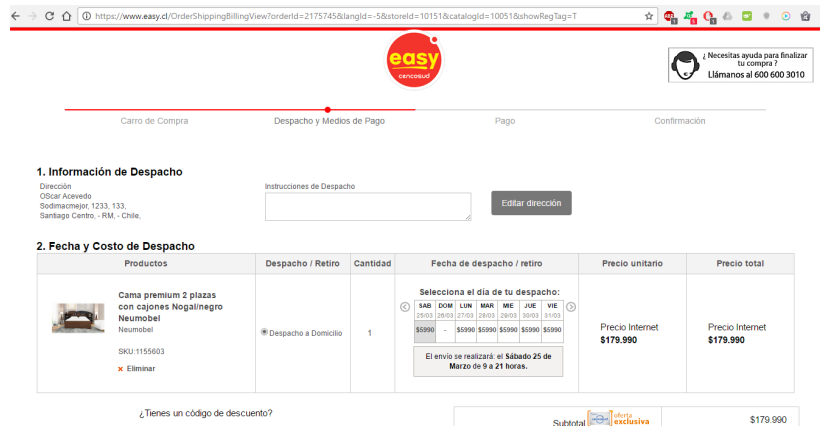 https://www.easy.cl/OrderShippingBillingView?orderId=2175745&langId=-5&storeId=10151&catalogId=10051&showRegTag=T
easy
cencosud
¿Necesitas ayuda para finalizar
tu compra ?
Llámanos al 600 600 3010
Carro de Compra
Despacho y Medios de Pago
Pago
Confirmación
1. Información de Despacho
Dirección
OScar Acevedo
Sodimacmejor, 1233, 133,
Santiago Centro, - RM, - Chile,
Instrucciones de Despacho
Editar dirección
2. Fecha y Costo de Despacho
Productos Despacho / Retiro Cantidad Fecha de despacho / retiro Precio unitario Precio total
Cama premium 2 plazas
con cajones Nogal/negro
Neumobel
Neumobel
SKU:1155603
× Eliminar
Despacho a Domicilio
1
Selecciona el día de tu despacho:
SAB DOM LUN MAR MIE JUE VIE
25/03 26/03 27/03 28/03 29/03 30/03 31/03
$5990 - $5990 $5990 $5990 $5990 $5990
El envío se realizará: el Sábado 25 de
Marzo de 9 a 21 horas.
Precio Internet
$179.990
Precio Internet
$179.990
¿Tienes un código de descuento?
Subtotal
oferta
exclusiva
$179.990